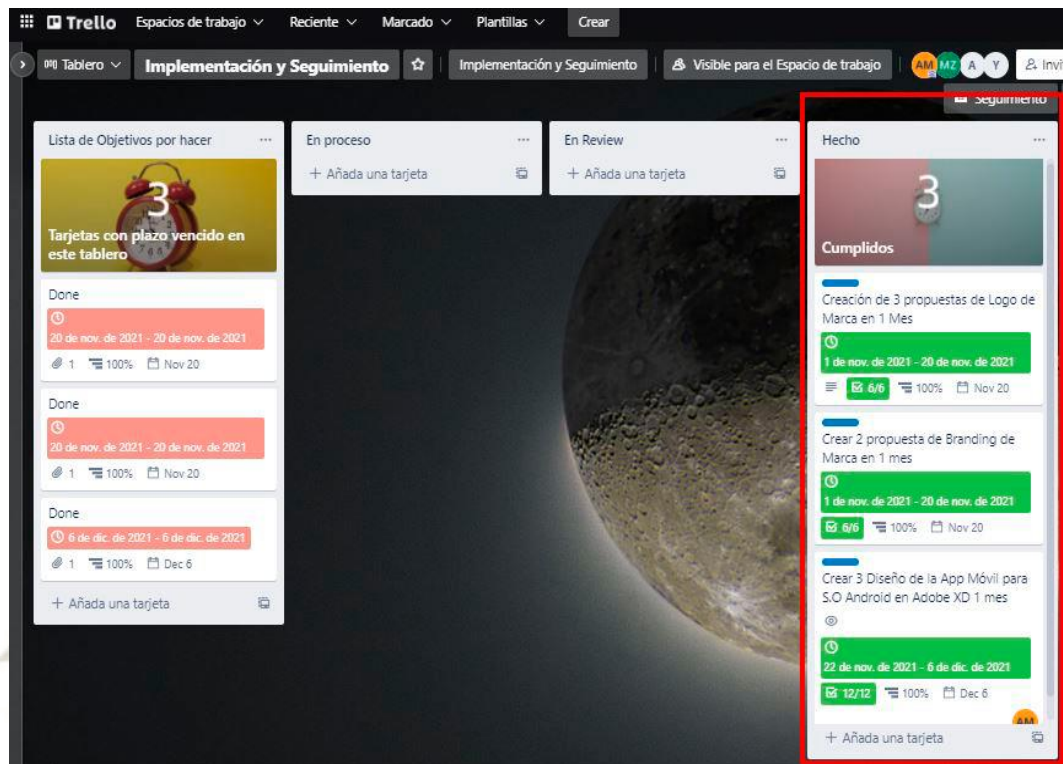 Trello Espacios de trabajo Reciente Marcado Plantillas Crear
Tablero Implementación y Seguimiento Implementación y Seguimiento Visible para el Espacio de trabajo AM MZ A Y Invi
Seguimiento
Lista de Objetivos por hacer
3
Tarjetas con plazo vencido en
este tablero
Done
20 de nov. de 2021 - 20 de nov. de 2021
1 100% Nov 20
Done
20 de nov. de 2021 - 20 de nov. de 2021
1 100% Nov 20
Done
6 de dic. de 2021 - 6 de dic. de 2021
1 100% Dec 6
+ Añada una tarjeta
En proceso
+ Añada una tarjeta
En Review
+ Añada una tarjeta
Hecho
3
Cumplidos
Creación de 3 propuestas de Logo de
Marca en 1 Mes
1 de nov. de 2021 - 20 de nov. de 2021
6/6 100% Nov 20
Crear 2 propuesta de Branding de
Marca en 1 mes
1 de nov. de 2021 - 20 de nov. de 2021
6/6 100% Nov 20
Crear 3 Diseño de la App Móvil para
S.O Android en Adobe XD 1 mes
22 de nov. de 2021 - 6 de dic. de 2021
12/12 100% Dec 6
AM
+ Añada una tarjeta